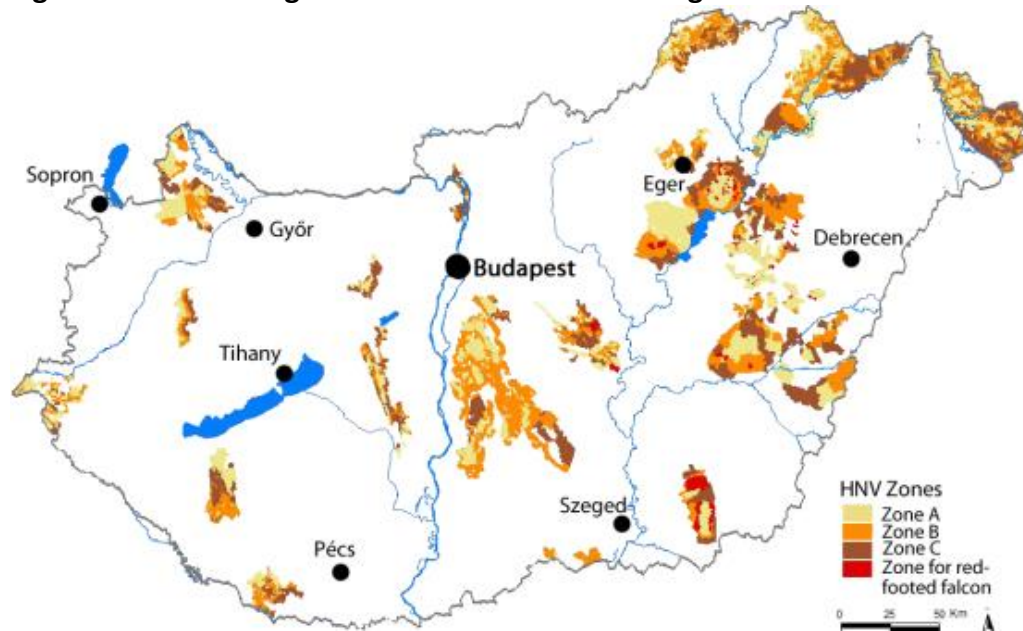 Sopron
Győr
Budapest
Eger
Debrecen
Tihany
Szeged
Pécs
HNV Zones
Zone A
Zone B
Zone C
Zone for red-
footed falcon
0 25 50 Km